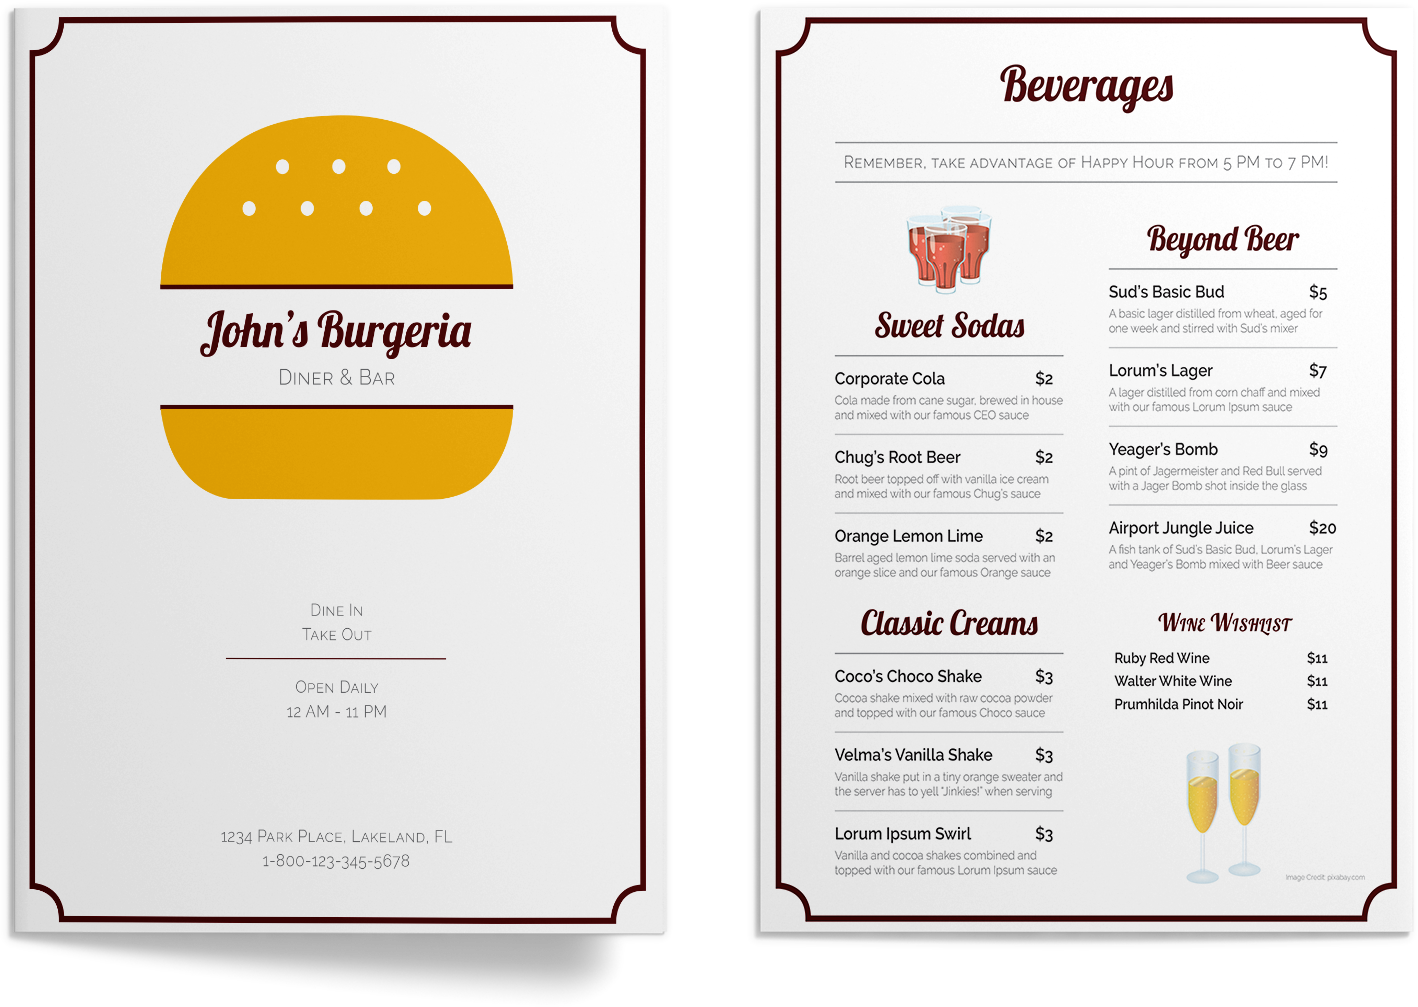 John's Burgeria
Diner & Bar
Dine In
Take Out
Open Daily
12 AM - 11 PM
1234 Park Place, Lakeland, FL
1-800-123-345-5678
Beverages
Remember, take advantage of Happy Hour from 5 PM to 7 PM!
Sweet Sodas
Corporate Cola $2
Cola made from cane sugar, brewed in house
and mixed with our famous CEO sauce
Chug's Root Beer $2
Root beer topped off with vanilla ice cream
and mixed with our famous Chug's sauce
Orange Lemon Lime $2
Barrel aged lemon lime soda served with an
orange slice and our famous Orange sauce
Classic Creams
Coco's Choco Shake $3
Cocoa shake mixed with raw cocoa powder
and topped with our famous Choco sauce
Velma's Vanilla Shake $3
Vanilla shake put in a tiny orange sweater and
the server has to yell "Jinkies!" when serving
Lorum Ipsum Swirl $3
Vanilla and cocoa shakes combined and
topped with our famous Lorum Ipsum sauce
Beyond Beer
Sud's Basic Bud $5
A basic lager distilled from wheat, aged for
one week and stirred with Sud's mixer
Lorum's Lager $7
A lager distilled from corn chaff and mixed
with our famous Lorum Ipsum sauce
Yeager's Bomb $9
A pint of Jagermeister and Red Bull served
with a Jager Bomb shot inside the glass
Airport Jungle Juice $20
A fish tank of Sud's Basic Bud, Lorum's Lager
and Yeager's Bomb mixed with Beer sauce
Wine Wishlist
Ruby Red Wine $11
Walter White Wine $11
Prumhilda Pinot Noir $11
Image Credit: pixabay.com